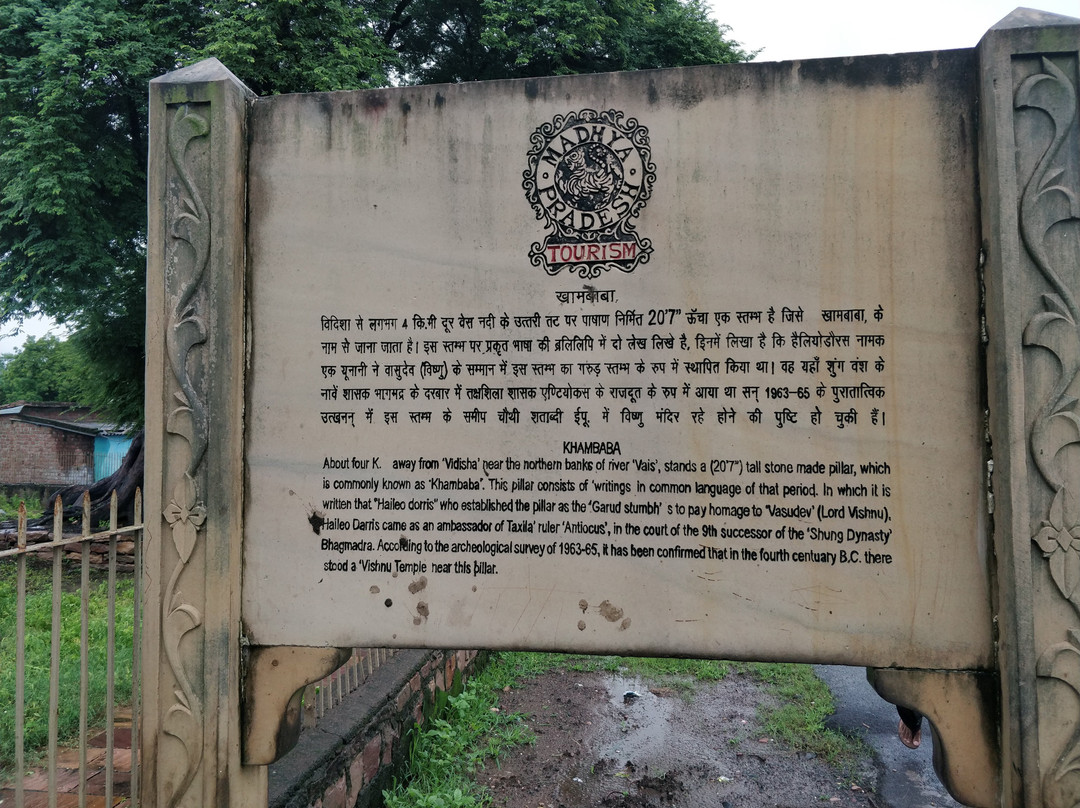 MADHYA
PRADESH
TOURISM
खामबाबा
विदिशा से लगभग 4 कि.मी दूर वेस नदी के उत्तरी तट पर पाषाण निर्मित 20'7" ऊँचा एक स्तम्भ है जिसे खामबाबा, के
नाम से जाना जाता है। इस स्तम्भ पर प्रकृत भाषा की ब्रलिलिपि में दो लेख लिखे है, इनमें लिखा है कि हैलियोडौरस नामक
एक यूनानी ने वासुदेव (विष्णु) के सम्मान में इस स्तम्भ का गरुड़ स्तम्भ के रुप में स्थापित किया था। वह यहाँ शुंग वंश के
नावें शासक भागभद्र के दरबार में तक्षशिला शासक एण्टियोकस के राजदूत के रुप में आया था सन् 1963–65 के पुरातात्विक
उत्खनन् में इस स्तम्भ के समीप चौथी शताब्दी ईपू. में विष्णु मंदिर रहे होने की पुष्टि हो चुकी हैं।
KHAMBABA
About four K. away from 'Vidisha' near the northern banks of river 'Vais', stands a (20'7") tall stone made pillar, which
is commonly known as 'Khambaba". This pillar consists of 'writings in common language of that period. In which it is
written that "Haileo dorris" who established the pillar as the 'Garud stumbh' s to pay homage to "Vasudev' (Lord Vishnu),
Haileo Darris came as an ambassador of Taxila' ruler 'Antiocus', in the court of the 9th successor of the 'Shung Dynasty'
Bhagmadra. According to the archeological survey of 1963-65, it has been confirmed that in the fourth centuary B.C. there
stood a 'Vishnu Temple near this pillar.